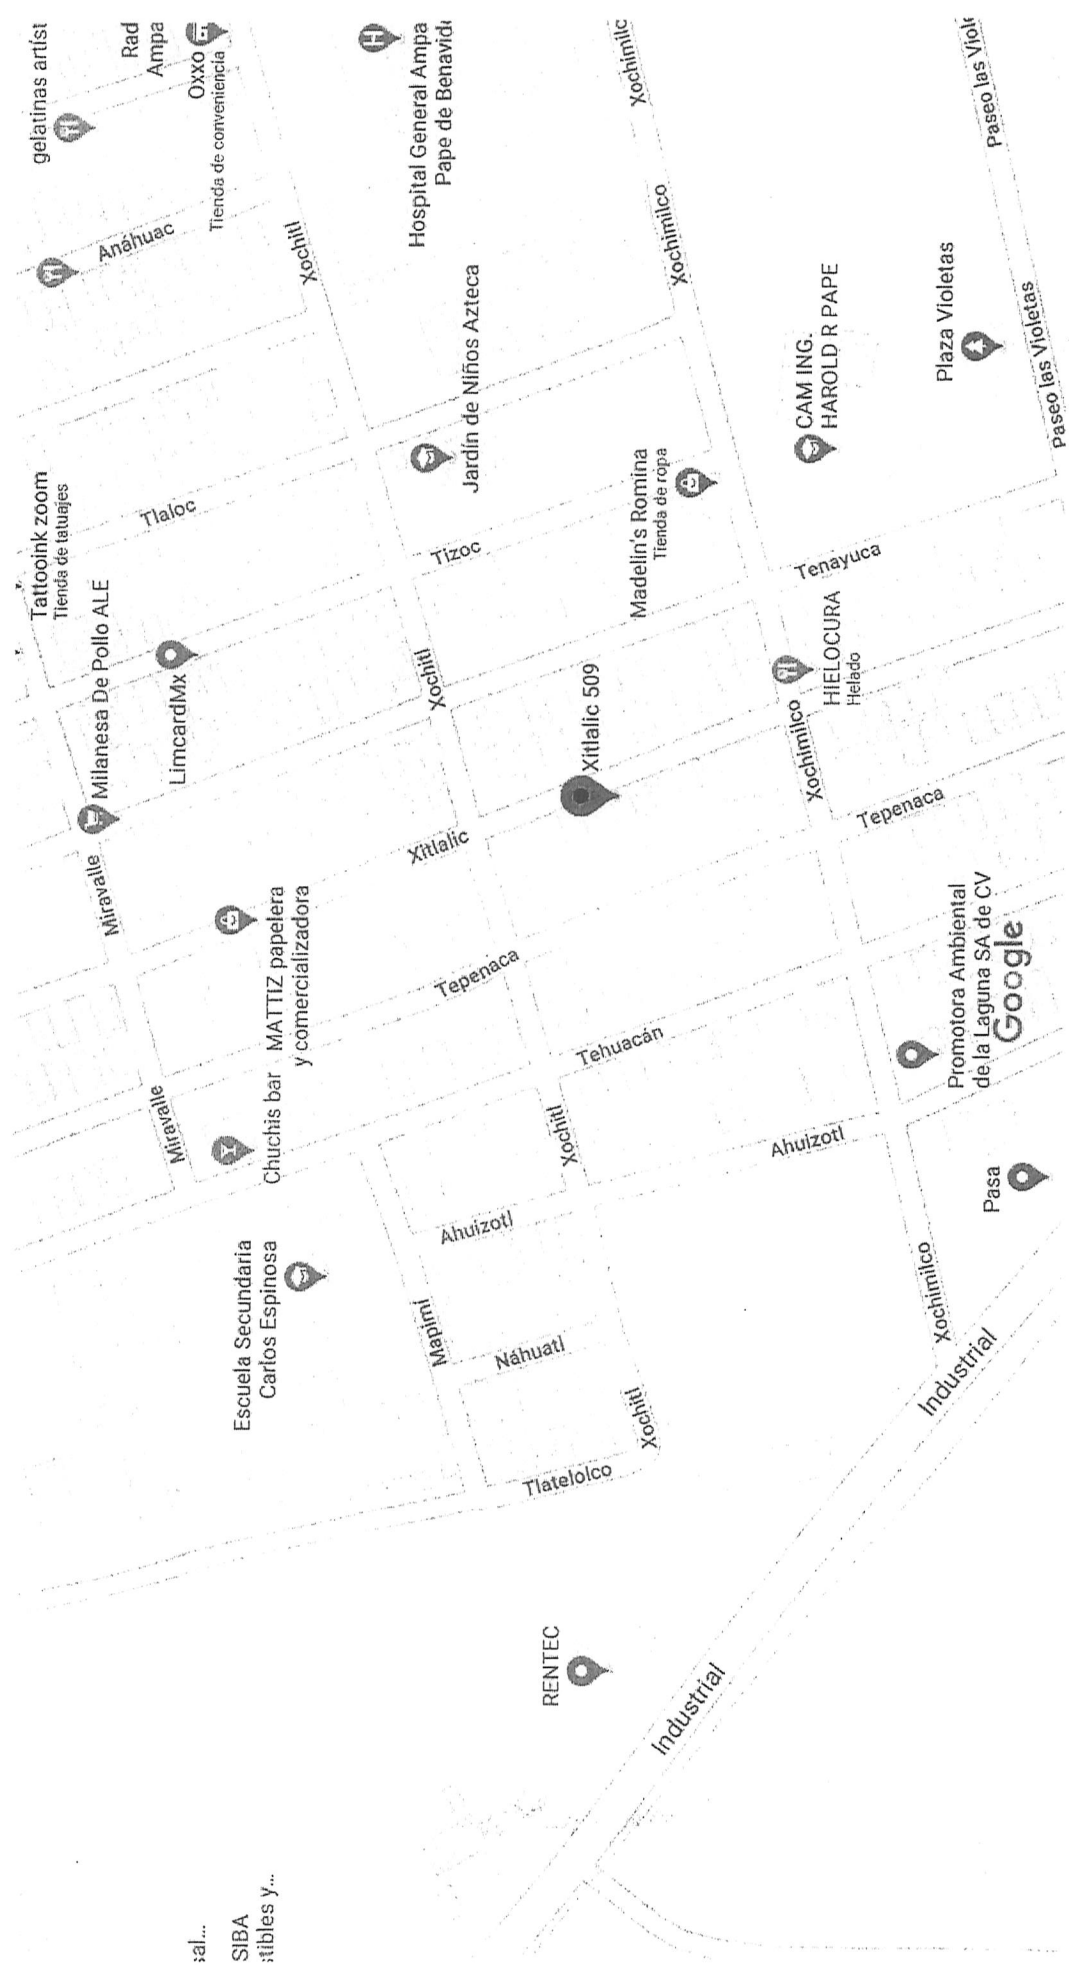 gelatinas artíst
Rad
Ampa
Oxxo
Tienda de conveniencia
Hospital General Ampa
Pape de Benavide
Xochimilc
Paseo las Viole
Anáhuac
Xochitl
Xochimilco
Jardín de Niños Azteca
CAM ING.
HAROLD R PAPE
Plaza Violetas
Paseo las Violetas
Tattooink zoom
Tienda de tatuajes
Tlaloc
Tizoc
Madelin's Romina
Tienda de ropa
Tenayuca
Milanesa De Pollo ALE
LimcardMx
Xochitl
Xitlalic 509
HIELOCURA
Helado
Xochimilco
Tepenaca
Miravalle
Xitlalic
MATTIZ papelera
y comercializadora
Tepenaca
Tehuacán
Promotora Ambiental
de la Laguna SA de CV
Google
Miravalle
Chuchis bar
Xochitl
Ahuizotl
Pasa
Escuela Secundaria
Carlos Espinosa
Ahuizotl
Mapimí
Náhuatl
Xochimilco
Industrial
Xochitl
Tlatelolco
RENTEC
Industrial
sal...
SIBA
stibles y...